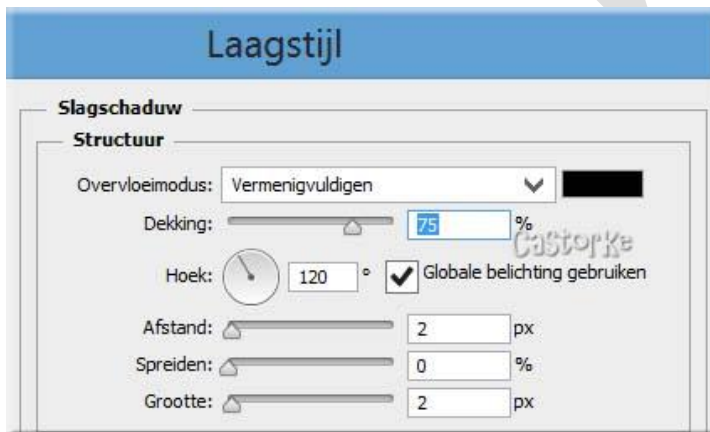 Laagstijl
Slagschaduw
Structuur
Overvloeimodus: Vermenigvuldigen
Dekking: 75 %
CaStorKe
Hoek: 120 ° Globale belichting gebruiken
Afstand: 2 px
Spreiden: 0 %
Grootte: 2 px